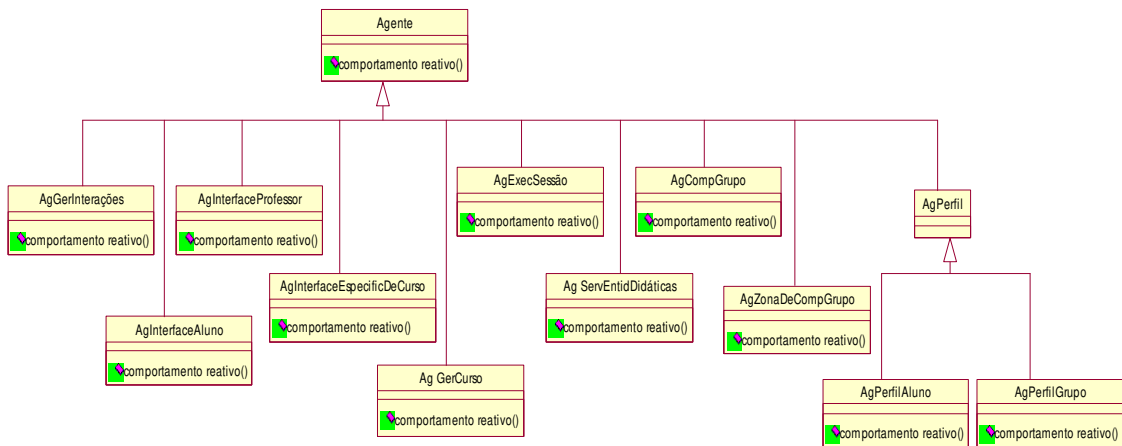 Agente
comportamento reativo()
AgGerInterações
comportamento reativo()
AgInterfaceProfessor
comportamento reativo()
AgExecSessão
comportamento reativo()
AgCompGrupo
comportamento reativo()
AgPerfil
AgInterfaceEspecificDeCurso
comportamento reativo()
Ag ServEntidDidáticas
comportamento reativo()
AgZonaDeCompGrupo
comportamento reativo()
AgInterfaceAluno
comportamento reativo()
Ag GerCurso
comportamento reativo()
AgPerfilAluno
comportamento reativo()
AgPerfilGrupo
comportamento reativo()